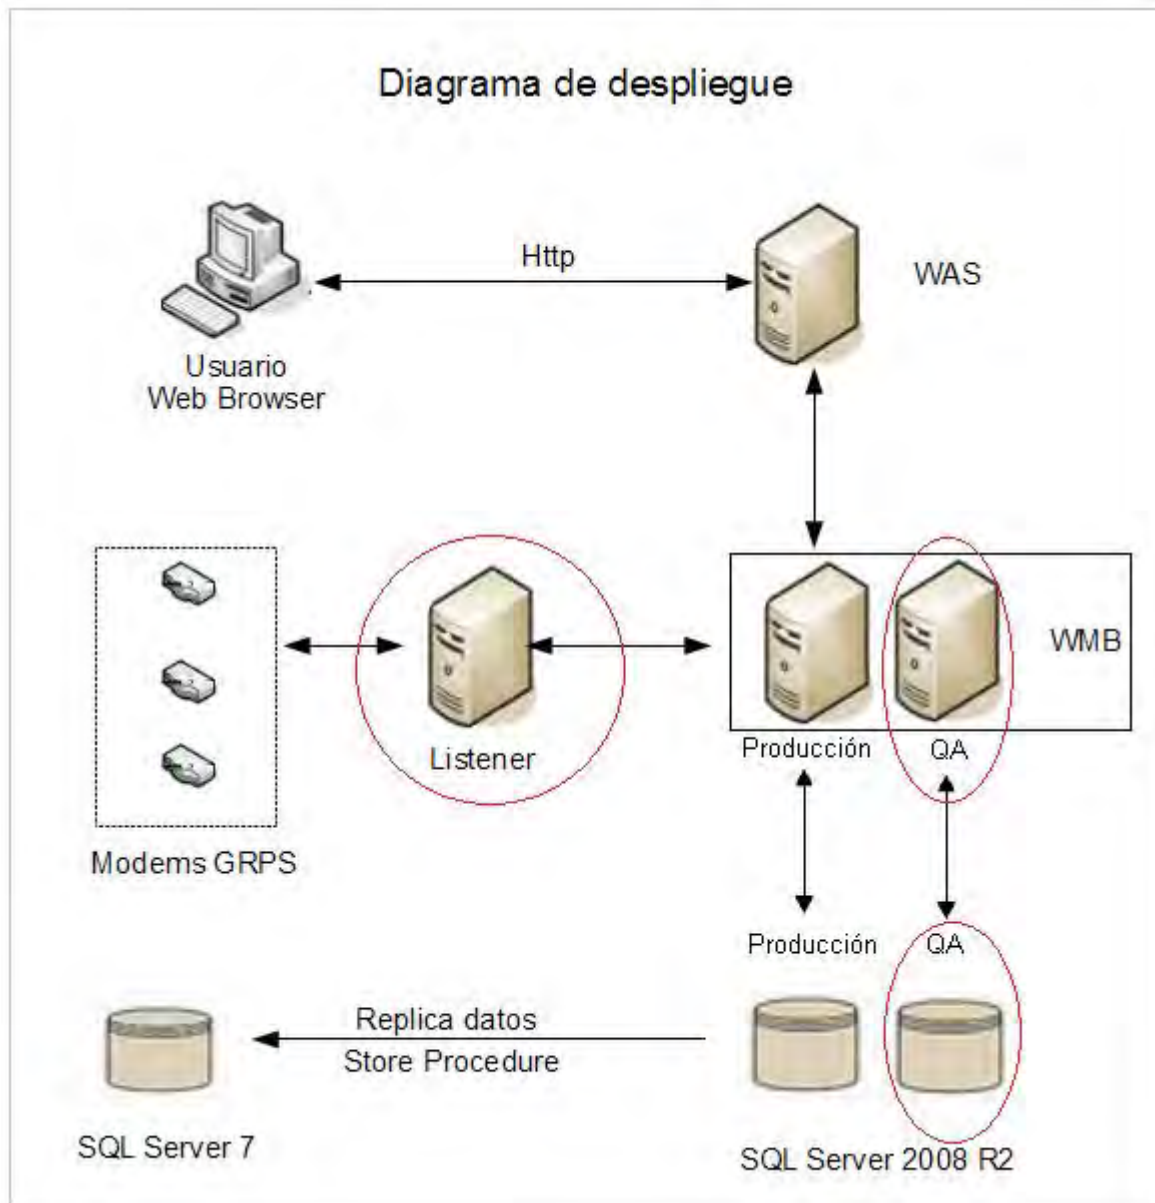 Diagrama de despliegue
Http
WAS
Usuario
Web Browser
WMB
Listener
Producción
QA
Modems GRPS
Producción
QA
Replica datos
Store Procedure
SQL Server 7
SQL Server 2008 R2